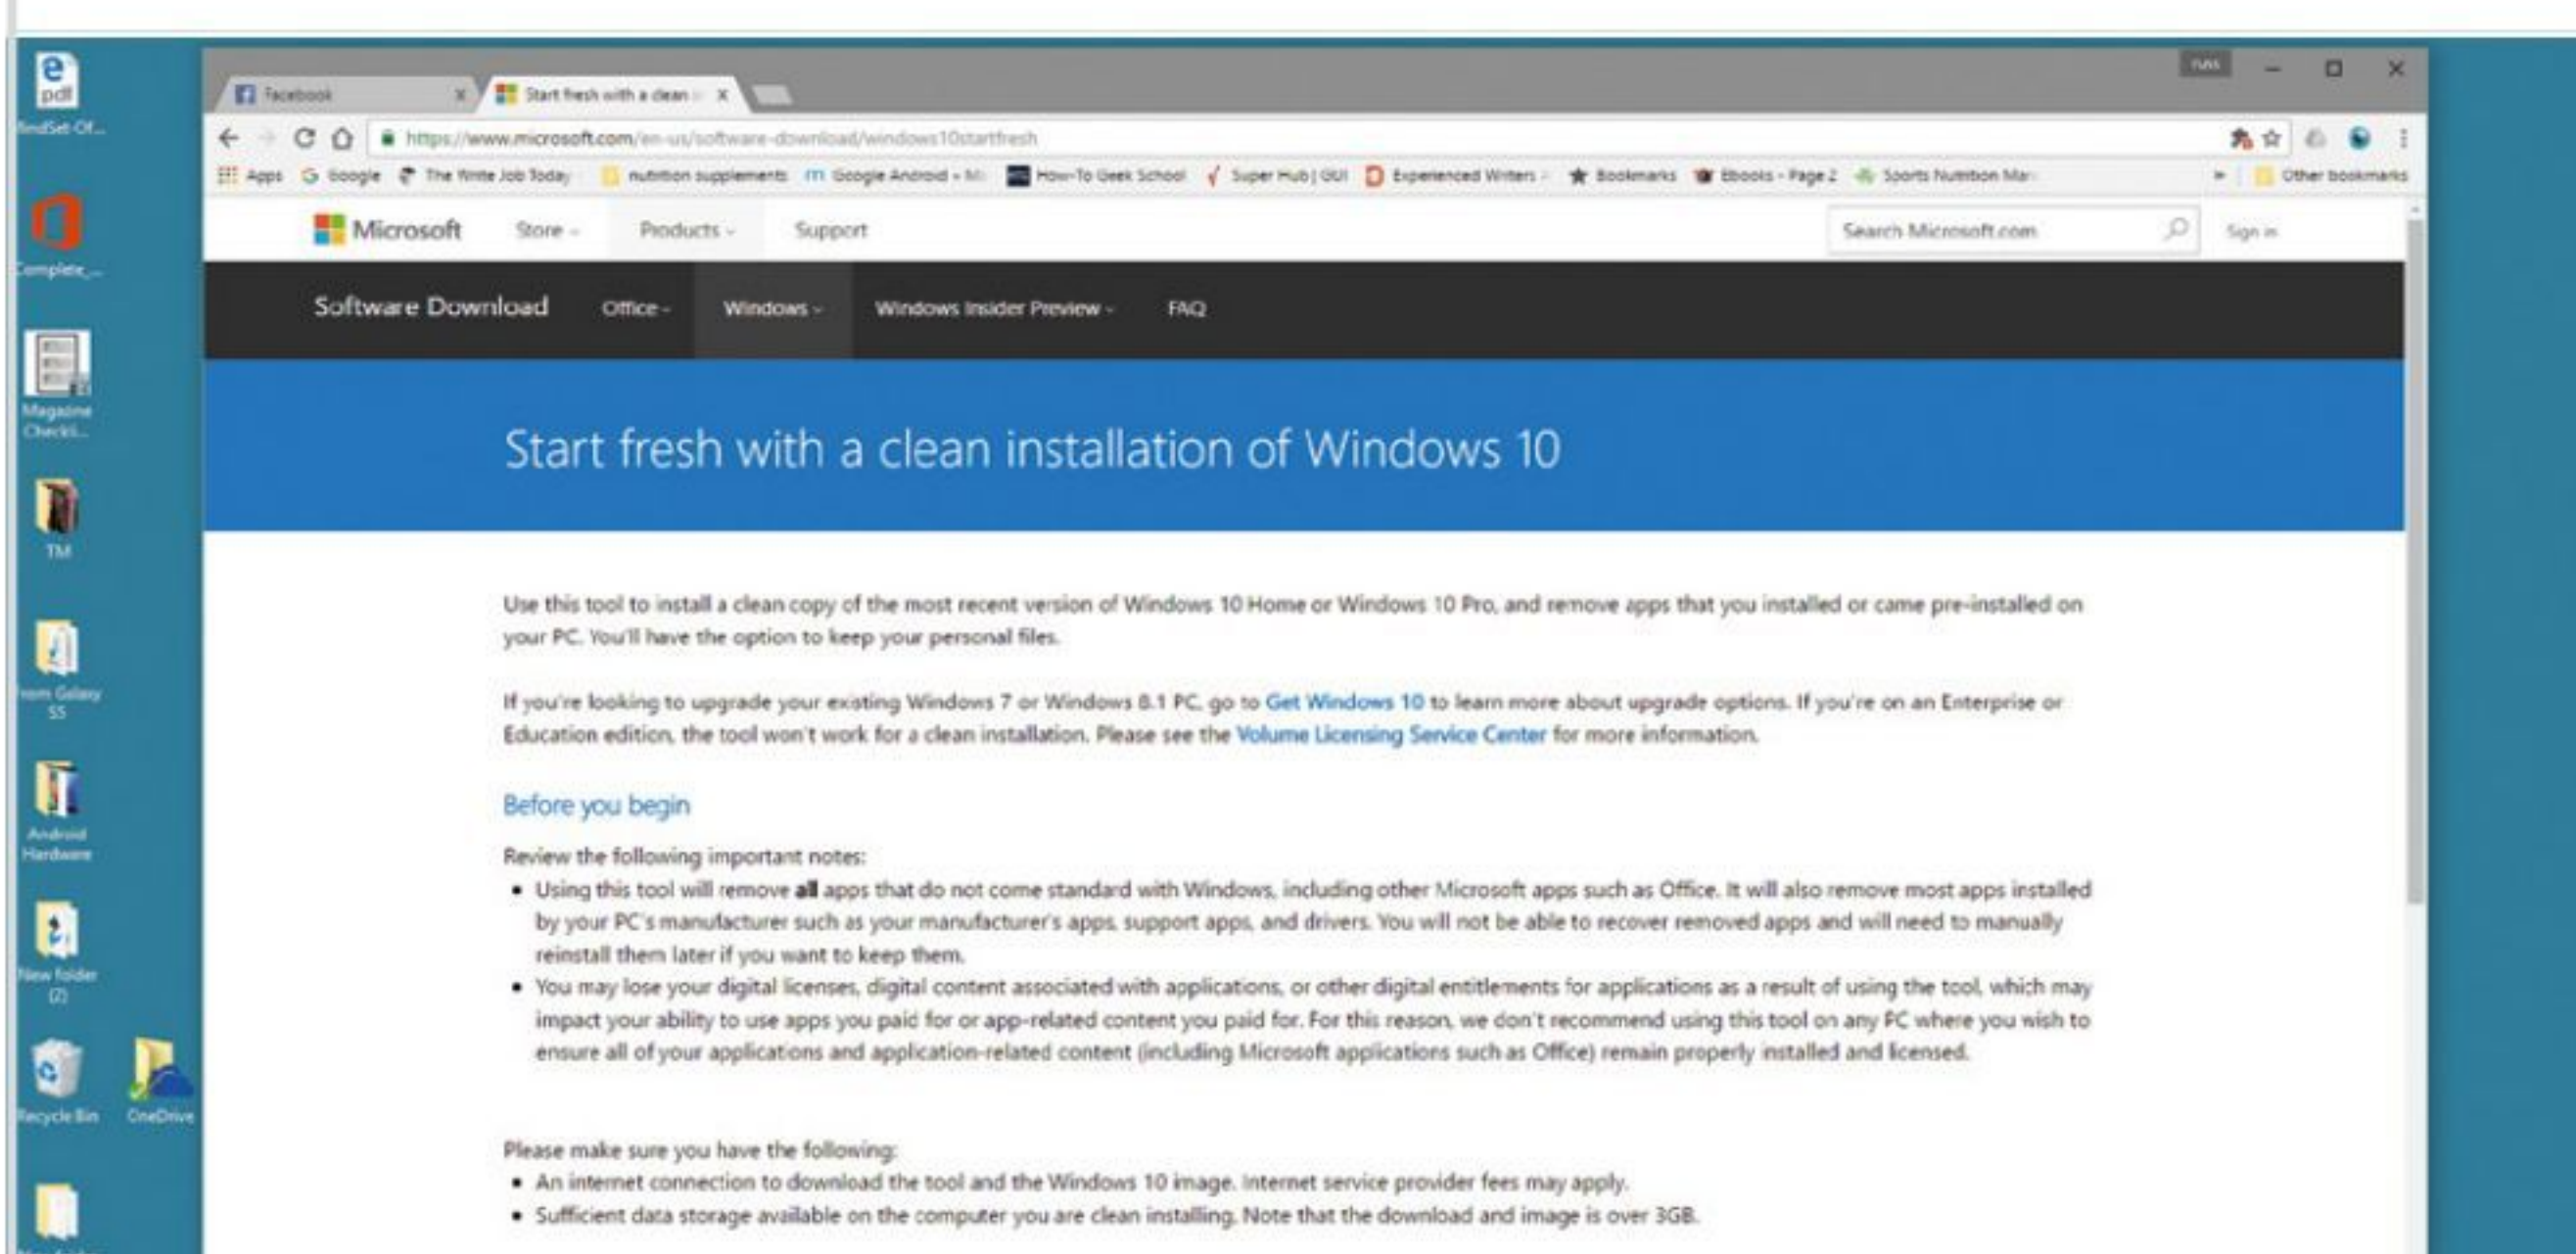 pdf
MindSet-Of...
Complete_...
Magazine
Checkli...
TM
From Galaxy
S5
Android
Hardware
New folder
(2)
Recycle Bin
OneDrive
russ
Facebook
Start fresh with a clean
https://www.microsoft.com/en-us/software-download/windows10startfresh
Apps Google The Write Job Today nutrition supplements Google Android - Mi How-To Geek School Super Hub | GUI Experienced Writers - Bookmarks Ebooks - Page 2 Sports Nutrition Mar Other bookmarks
Microsoft Store Products Support Search Microsoft.com Sign in
Software Download Office Windows Windows Insider Preview FAQ
Start fresh with a clean installation of Windows 10
Use this tool to install a clean copy of the most recent version of Windows 10 Home or Windows 10 Pro, and remove apps that you installed or came pre-installed on
your PC. You'll have the option to keep your personal files.
If you're looking to upgrade your existing Windows 7 or Windows 8.1 PC, go to Get Windows 10 to learn more about upgrade options. If you're on an Enterprise or
Education edition, the tool won't work for a clean installation. Please see the Volume Licensing Service Center for more information.
Before you begin
Review the following important notes:
• Using this tool will remove all apps that do not come standard with Windows, including other Microsoft apps such as Office. It will also remove most apps installed
by your PC's manufacturer such as your manufacturer's apps, support apps, and drivers. You will not be able to recover removed apps and will need to manually
reinstall them later if you want to keep them.
• You may lose your digital licenses, digital content associated with applications, or other digital entitlements for applications as a result of using the tool, which may
impact your ability to use apps you paid for or app-related content you paid for. For this reason, we don't recommend using this tool on any PC where you wish to
ensure all of your applications and application-related content (including Microsoft applications such as Office) remain properly installed and licensed.
Please make sure you have the following:
• An internet connection to download the tool and the Windows 10 image. Internet service provider fees may apply.
• Sufficient data storage available on the computer you are clean installing. Note that the download and image is over 3GB.